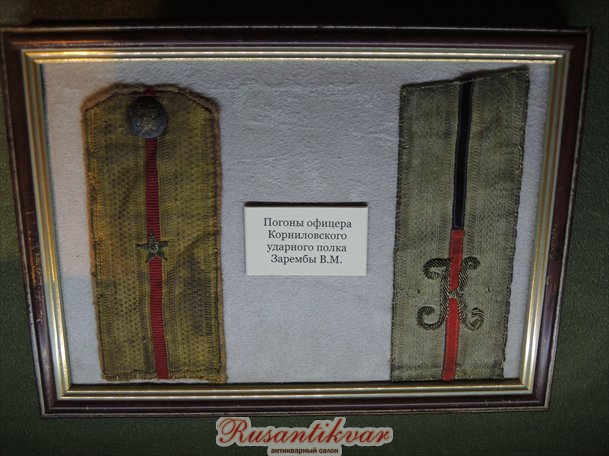 Погоны офицера
Корниловского
ударного полка
Зарембы В.М.
К
Rusantikvar
антикварный салон